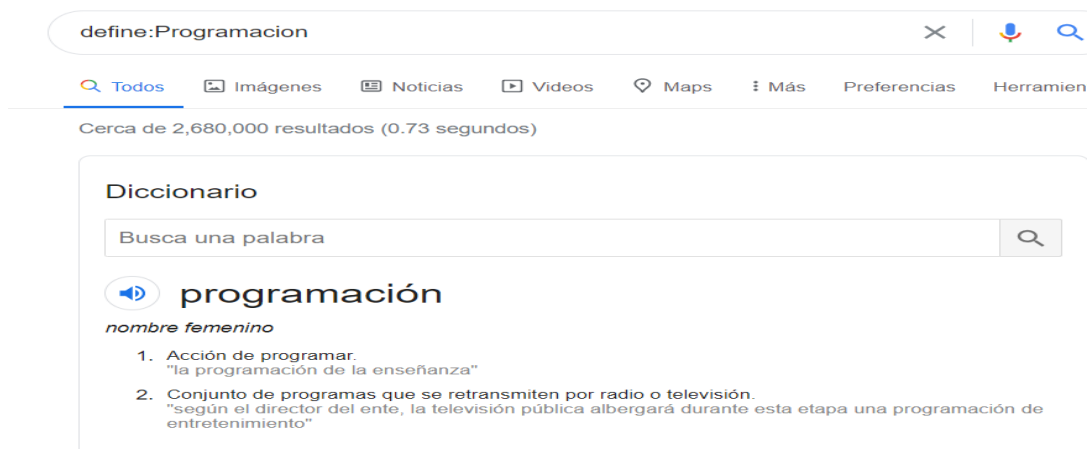 define:Programacion
Todos Imágenes Noticias Videos Maps Más Preferencias Herramien
Cerca de 2,680,000 resultados (0.73 segundos)
Diccionario
Busca una palabra
programación
nombre femenino
1. Acción de programar.
"la programación de la enseñanza"
2. Conjunto de programas que se retransmiten por radio o televisión.
"según el director del ente, la televisión pública albergará durante esta etapa una programación de
entretenimiento"